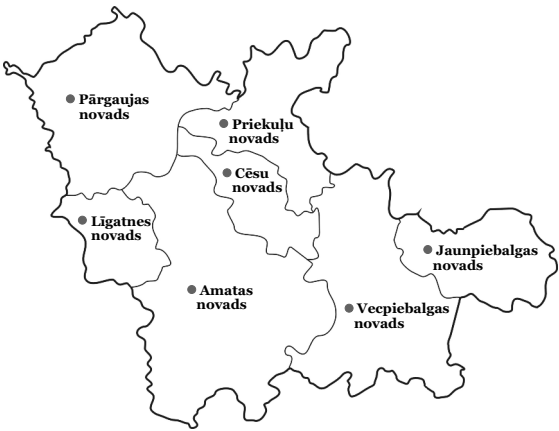 Pārgaujas
novads
Priekuļu
novads
Cēsu
novads
Līgatnes
novads
Jaunpiebalgas
novads
Amatas
novads
Vecpiebalgas
novads